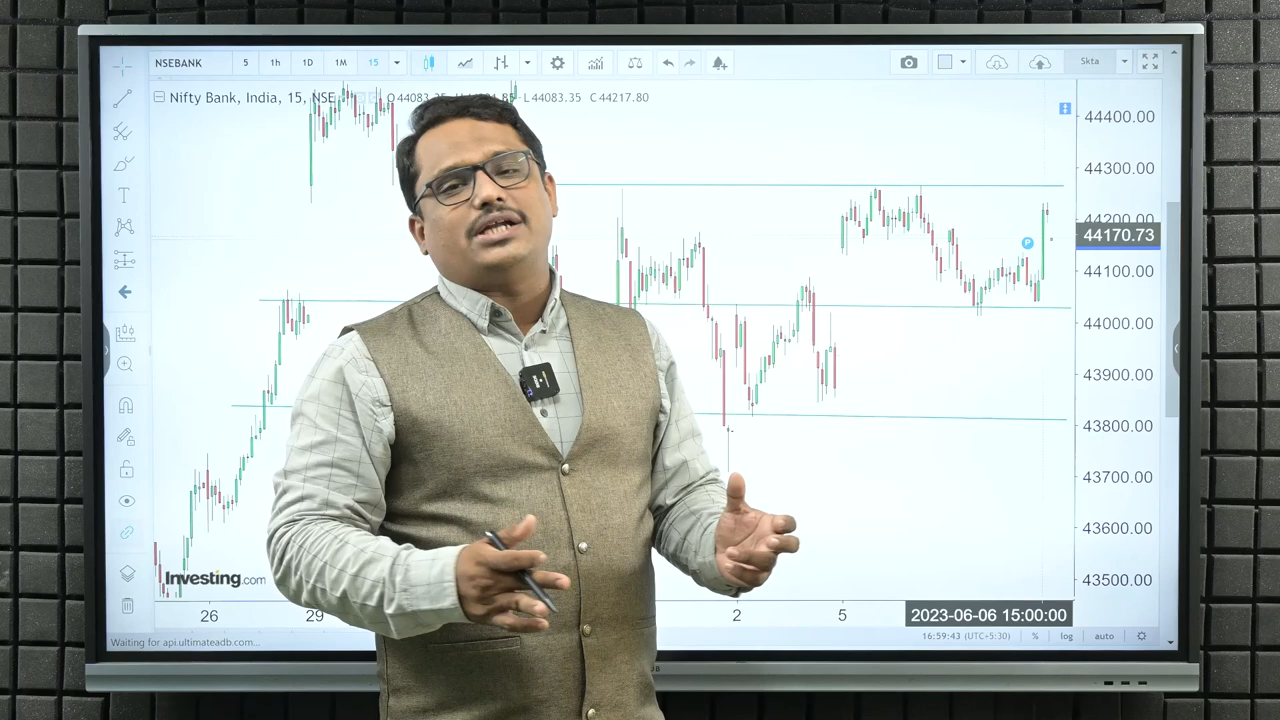 NSEBANK 5 1h 1D 1M 15 Skta
Nifty Bank, India, 15, NSE O44083.35 L44083.35 C44217.80
44400.00
44300.00
44200.00
44170.73
44100.00
P
44000.00
43900.00
43800.00
43700.00
43600.00
43500.00
Investing.com
26 29 2 5 2023-06-06 15:00:00
Waiting for api.ultimateadb.com... 16:59:43 (UTC+5:30) % log auto